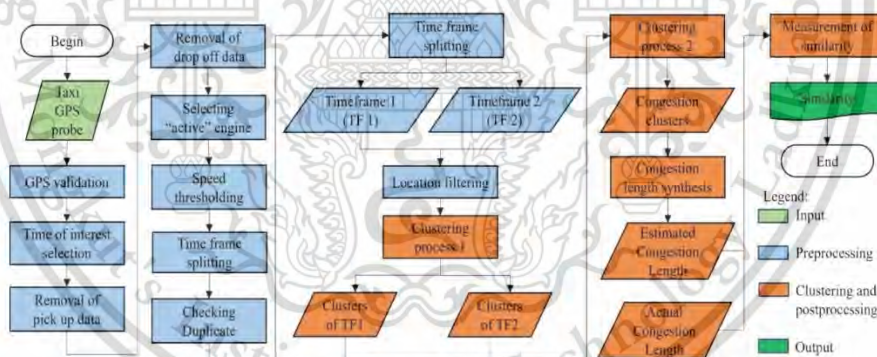 Begin
Taxi
GPS
probe
GPS validation
Time of interest
selection
Removal of
pick up data
Removal of
drop off data
Selecting
"active" engine
Speed
thresholding
Time frame
splitting
Checking
Duplicate
Time frame
splitting
Timeframe 1
(TF 1)
Timeframe 2
(TF 2)
Location filtering
Clustering
process 1
Clusters
of TF1
Clusters
of TF2
Clustering
process 2
Congestion
clusters
Congestion
length synthesis
Estimated
Congestion
Length
Actual
Congestion
Length
Measurement of
similarity
Similarity
End
Legend:
Input
Preprocessing
Clustering and
postprocessing
Output